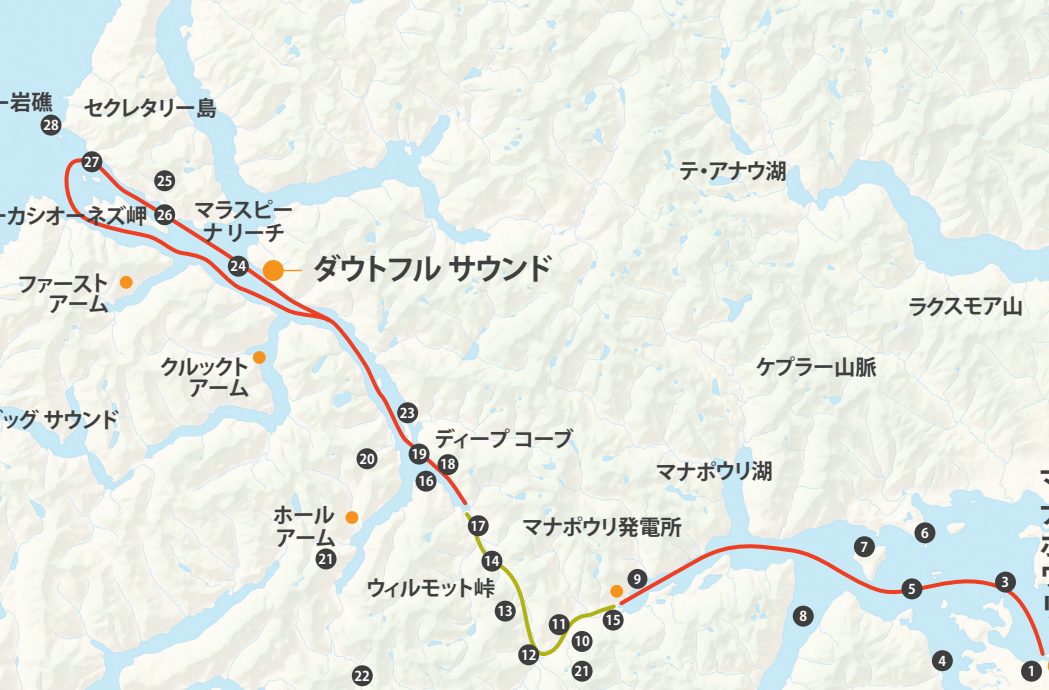 ー岩礁
セクレタリー島
28
27
25
テ・アナウ湖
ーカシオーネズ岬
26
マラスピー
ナ リーチ
24
ダウトフル サウンド
ファースト
アーム
ラクスモア山
クルックト
アーム
ケプラー山脈
グ サウンド
23
ディープ コーブ
19
18
20
16
マナポウリ湖
ホール
アーム
21
17
マナポウリ発電所
7
6
14
ウィルモット峠
9
5
3
13
11
15
8
10
12
21
22
4
1